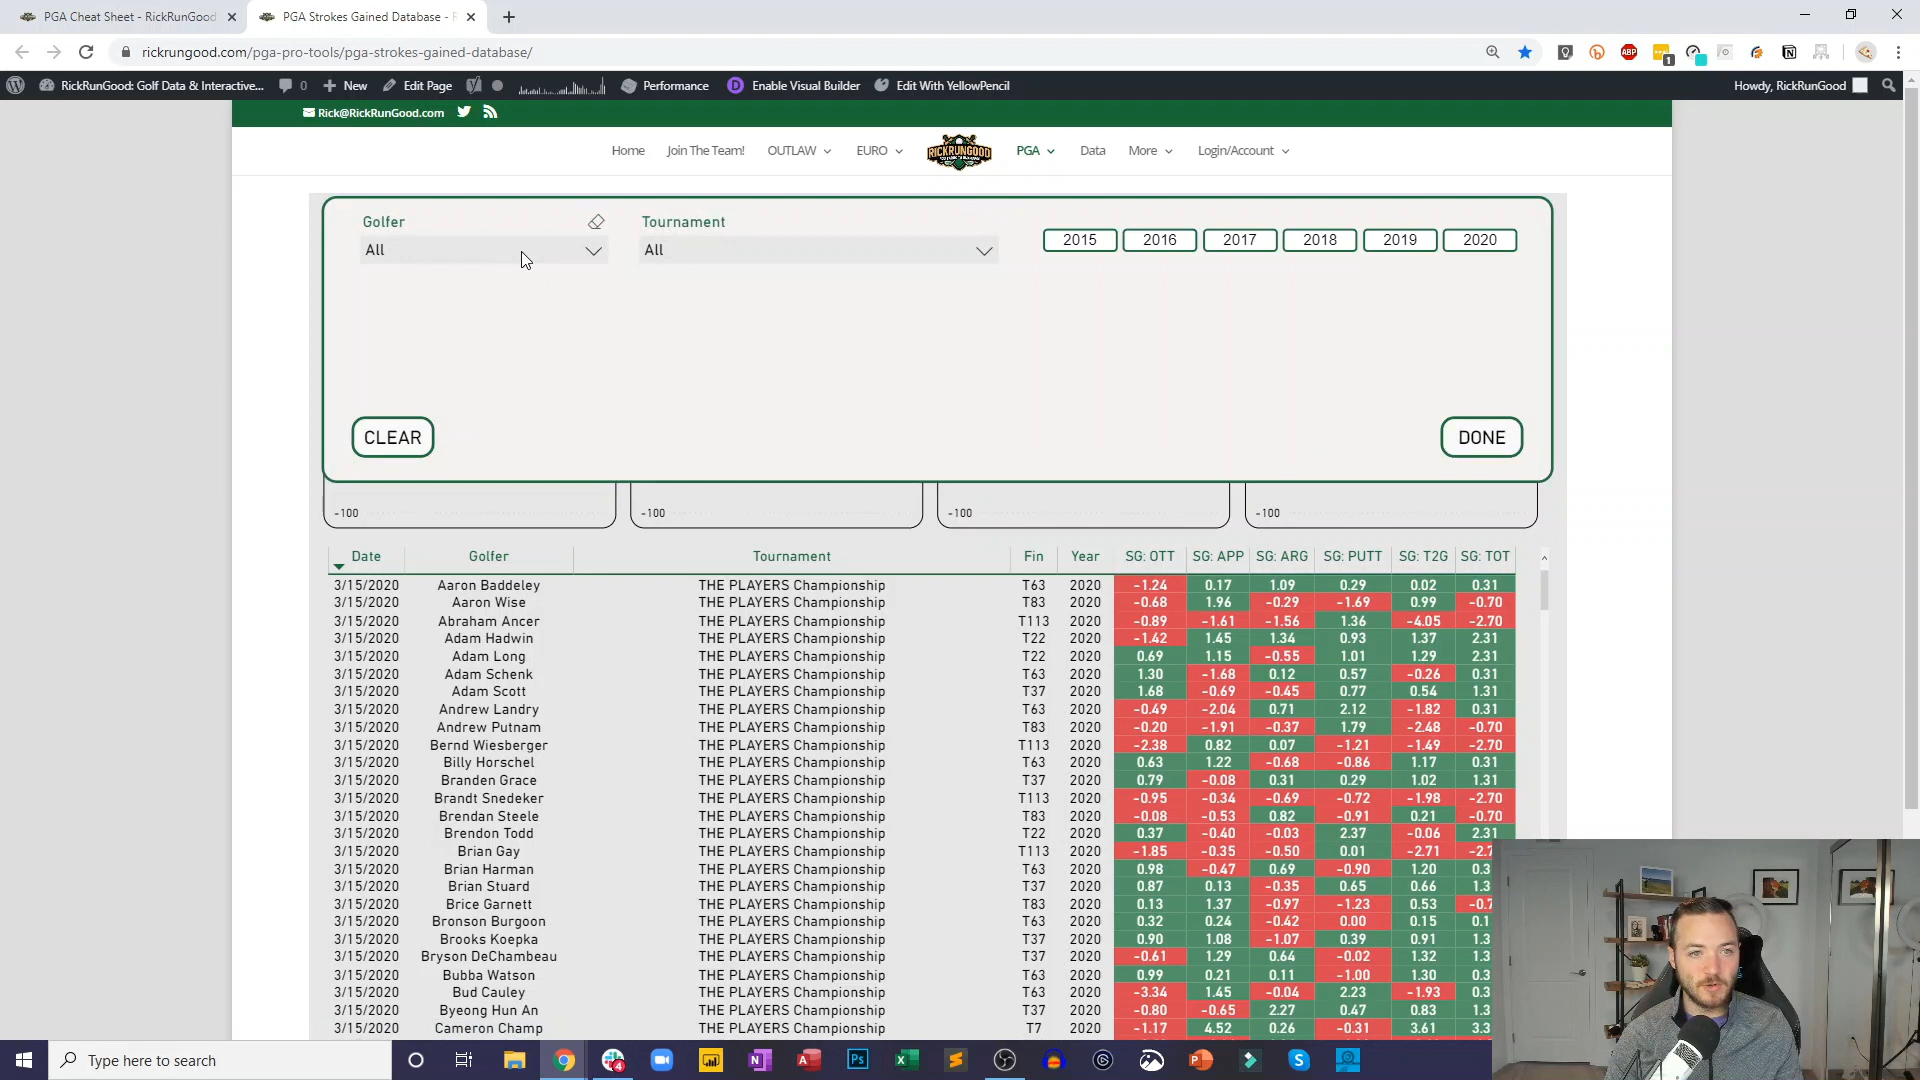 PGA Cheat Sheet - RickRunGood
PGA Strokes Gained Database - R
rickrungood.com/pga-pro-tools/pga-strokes-gained-database/
1
RickRunGood: Golf Data & Interactive... 0 New Edit Page Performance Enable Visual Builder Edit With YellowPencil Howdy, RickRunGood
Rick@RickRunGood.com
Home Join The Team! OUTLAW EURO RICKRUNGOOD PGA Data More Login/Account
Golfer Tournament
All All 2015 2016 2017 2018 2019 2020
CLEAR DONE
-100 -100 -100 -100
Date Golfer Tournament Fin Year SG: OTT SG: APP SG: ARG SG: PUTT SG: T2G SG: TOT
3/15/2020 Aaron Baddeley THE PLAYERS Championship T63 2020 -1.24 0.17 1.09 0.29 0.02 0.31
3/15/2020 Aaron Wise THE PLAYERS Championship T83 2020 -0.68 1.96 -0.29 -1.69 0.99 -0.70
3/15/2020 Abraham Ancer THE PLAYERS Championship T113 2020 -0.89 -1.61 -1.56 1.36 -4.05 -2.70
3/15/2020 Adam Hadwin THE PLAYERS Championship T22 2020 -1.42 1.45 1.34 0.93 1.37 2.31
3/15/2020 Adam Long THE PLAYERS Championship T22 2020 0.69 1.15 -0.55 1.01 1.29 2.31
3/15/2020 Adam Schenk THE PLAYERS Championship T63 2020 1.30 -1.68 0.12 0.57 -0.26 0.31
3/15/2020 Adam Scott THE PLAYERS Championship T37 2020 1.68 -0.69 -0.45 0.77 0.54 1.31
3/15/2020 Andrew Landry THE PLAYERS Championship T63 2020 -0.49 -2.04 0.71 2.12 -1.82 0.31
3/15/2020 Andrew Putnam THE PLAYERS Championship T83 2020 -0.20 -1.91 -0.37 1.79 -2.48 -0.70
3/15/2020 Bernd Wiesberger THE PLAYERS Championship T113 2020 -2.38 0.82 0.07 -1.21 -1.49 -2.70
3/15/2020 Billy Horschel THE PLAYERS Championship T63 2020 0.63 1.22 -0.68 -0.86 1.17 0.31
3/15/2020 Branden Grace THE PLAYERS Championship T37 2020 0.79 -0.08 0.31 0.29 1.02 1.31
3/15/2020 Brandt Snedeker THE PLAYERS Championship T113 2020 -0.95 -0.34 -0.69 -0.72 -1.98 -2.70
3/15/2020 Brendan Steele THE PLAYERS Championship T83 2020 -0.08 -0.53 0.82 -0.91 0.21 -0.70
3/15/2020 Brendon Todd THE PLAYERS Championship T22 2020 0.37 -0.40 -0.03 2.37 -0.06 2.31
3/15/2020 Brian Gay THE PLAYERS Championship T113 2020 -1.85 -0.35 -0.50 0.01 -2.71 -2.7
3/15/2020 Brian Harman THE PLAYERS Championship T63 2020 0.98 -0.47 0.69 -0.90 1.20 0.3
3/15/2020 Brian Stuard THE PLAYERS Championship T37 2020 0.87 0.13 -0.35 0.65 0.66 1.3
3/15/2020 Brice Garnett THE PLAYERS Championship T83 2020 0.13 1.37 -0.97 -1.23 0.53 -0.7
3/15/2020 Bronson Burgoon THE PLAYERS Championship T63 2020 0.32 0.24 -0.42 0.00 0.15 0.1
3/15/2020 Brooks Koepka THE PLAYERS Championship T37 2020 0.90 1.08 -1.07 0.39 0.91 1.3
3/15/2020 Bryson DeChambeau THE PLAYERS Championship T37 2020 -0.61 1.29 0.64 -0.02 1.32 1.3
3/15/2020 Bubba Watson THE PLAYERS Championship T63 2020 0.99 0.21 0.11 -1.00 1.30 0.3
3/15/2020 Bud Cauley THE PLAYERS Championship T63 2020 -3.34 1.45 -0.04 2.23 -1.93 0.3
3/15/2020 Byeong Hun An THE PLAYERS Championship T37 2020 -0.80 -0.65 2.27 0.47 0.83 1.3
3/15/2020 Cameron Champ THE PLAYERS Championship T7 2020 -1.17 4.52 0.26 -0.31 3.61 3.3
Type here to search